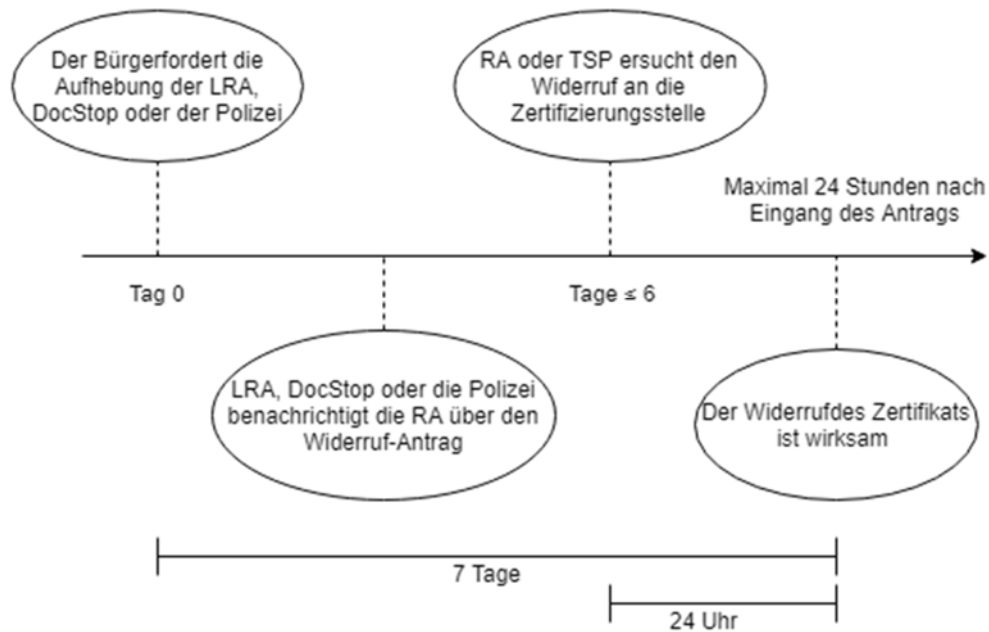 Der Bürgerfordert die
Aufhebung der LRA,
DocStop oder der Polizei
RA oder TSP ersucht den
Widerruf an die
Zertifizierungsstelle
Maximal 24 Stunden nach
Eingang des Antrags
Tag 0
Tage ≤ 6
LRA, DocStop oder die Polizei
benachrichtigt die RA über den
Widerruf-Antrag
Der Widerrufdes Zertifikats
ist wirksam
7 Tage
24 Uhr